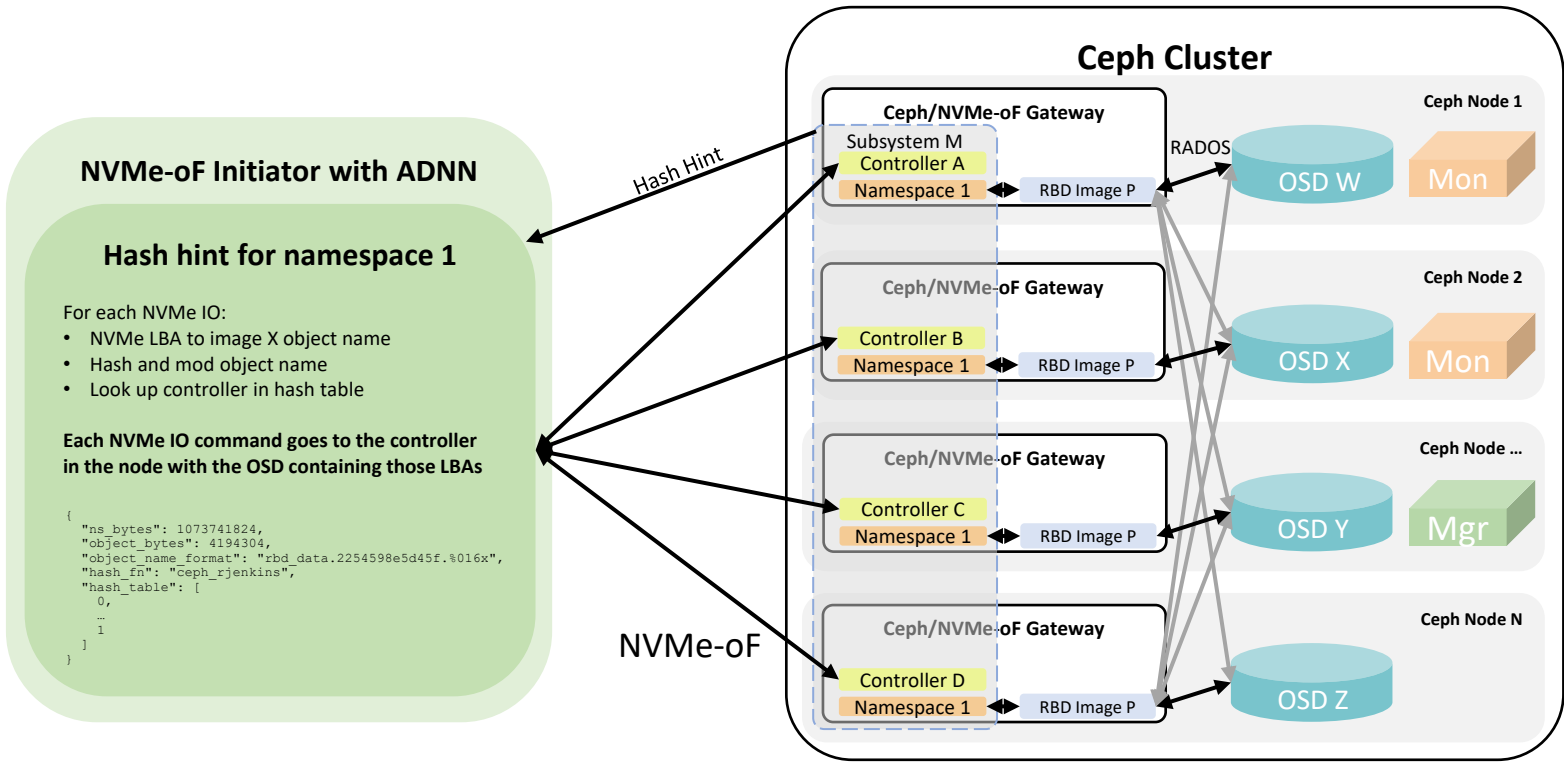 NVMe-oF Initiator with ADNN
Hash hint for namespace 1
For each NVMe IO:
• NVMe LBA to image X object name
• Hash and mod object name
• Look up controller in hash table
Each NVMe IO command goes to the controller
in the node with the OSD containing those LBAs
{
"ns_bytes": 1073741824,
"object_bytes": 4194304,
"object_name_format": "rbd_data.2254598e5d45f.%016x",
"hash_fn": "ceph_rjenkins",
"hash_table": [
0,
…
1
]
}
Hash Hint
NVMe-oF
Ceph Cluster
Ceph Node 1
Ceph/NVMe-oF Gateway
Subsystem M
Controller A
Namespace 1
RBD Image P
RADOS
OSD W
Mon
Ceph Node 2
Ceph/NVMe-oF Gateway
Controller B
Namespace 1
RBD Image P
OSD X
Mon
Ceph Node …
Ceph/NVMe-oF Gateway
Controller C
Namespace 1
RBD Image P
OSD Y
Mgr
Ceph Node N
Ceph/NVMe-oF Gateway
Controller D
Namespace 1
RBD Image P
OSD Z